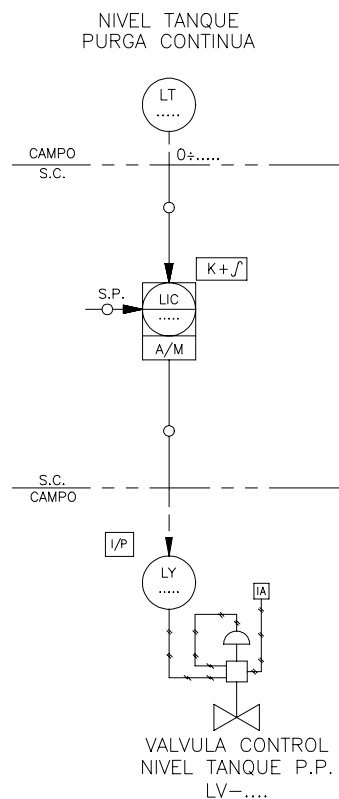 NIVEL TANQUE
PURGA CONTINUA
LT
.....
CAMPO
0÷.....
S.C.
K+∫
S.P.
LIC
.....
A/M
S.C.
CAMPO
I/P
LY
.....
IA
VALVULA CONTROL
NIVEL TANQUE P.P.
LV-....